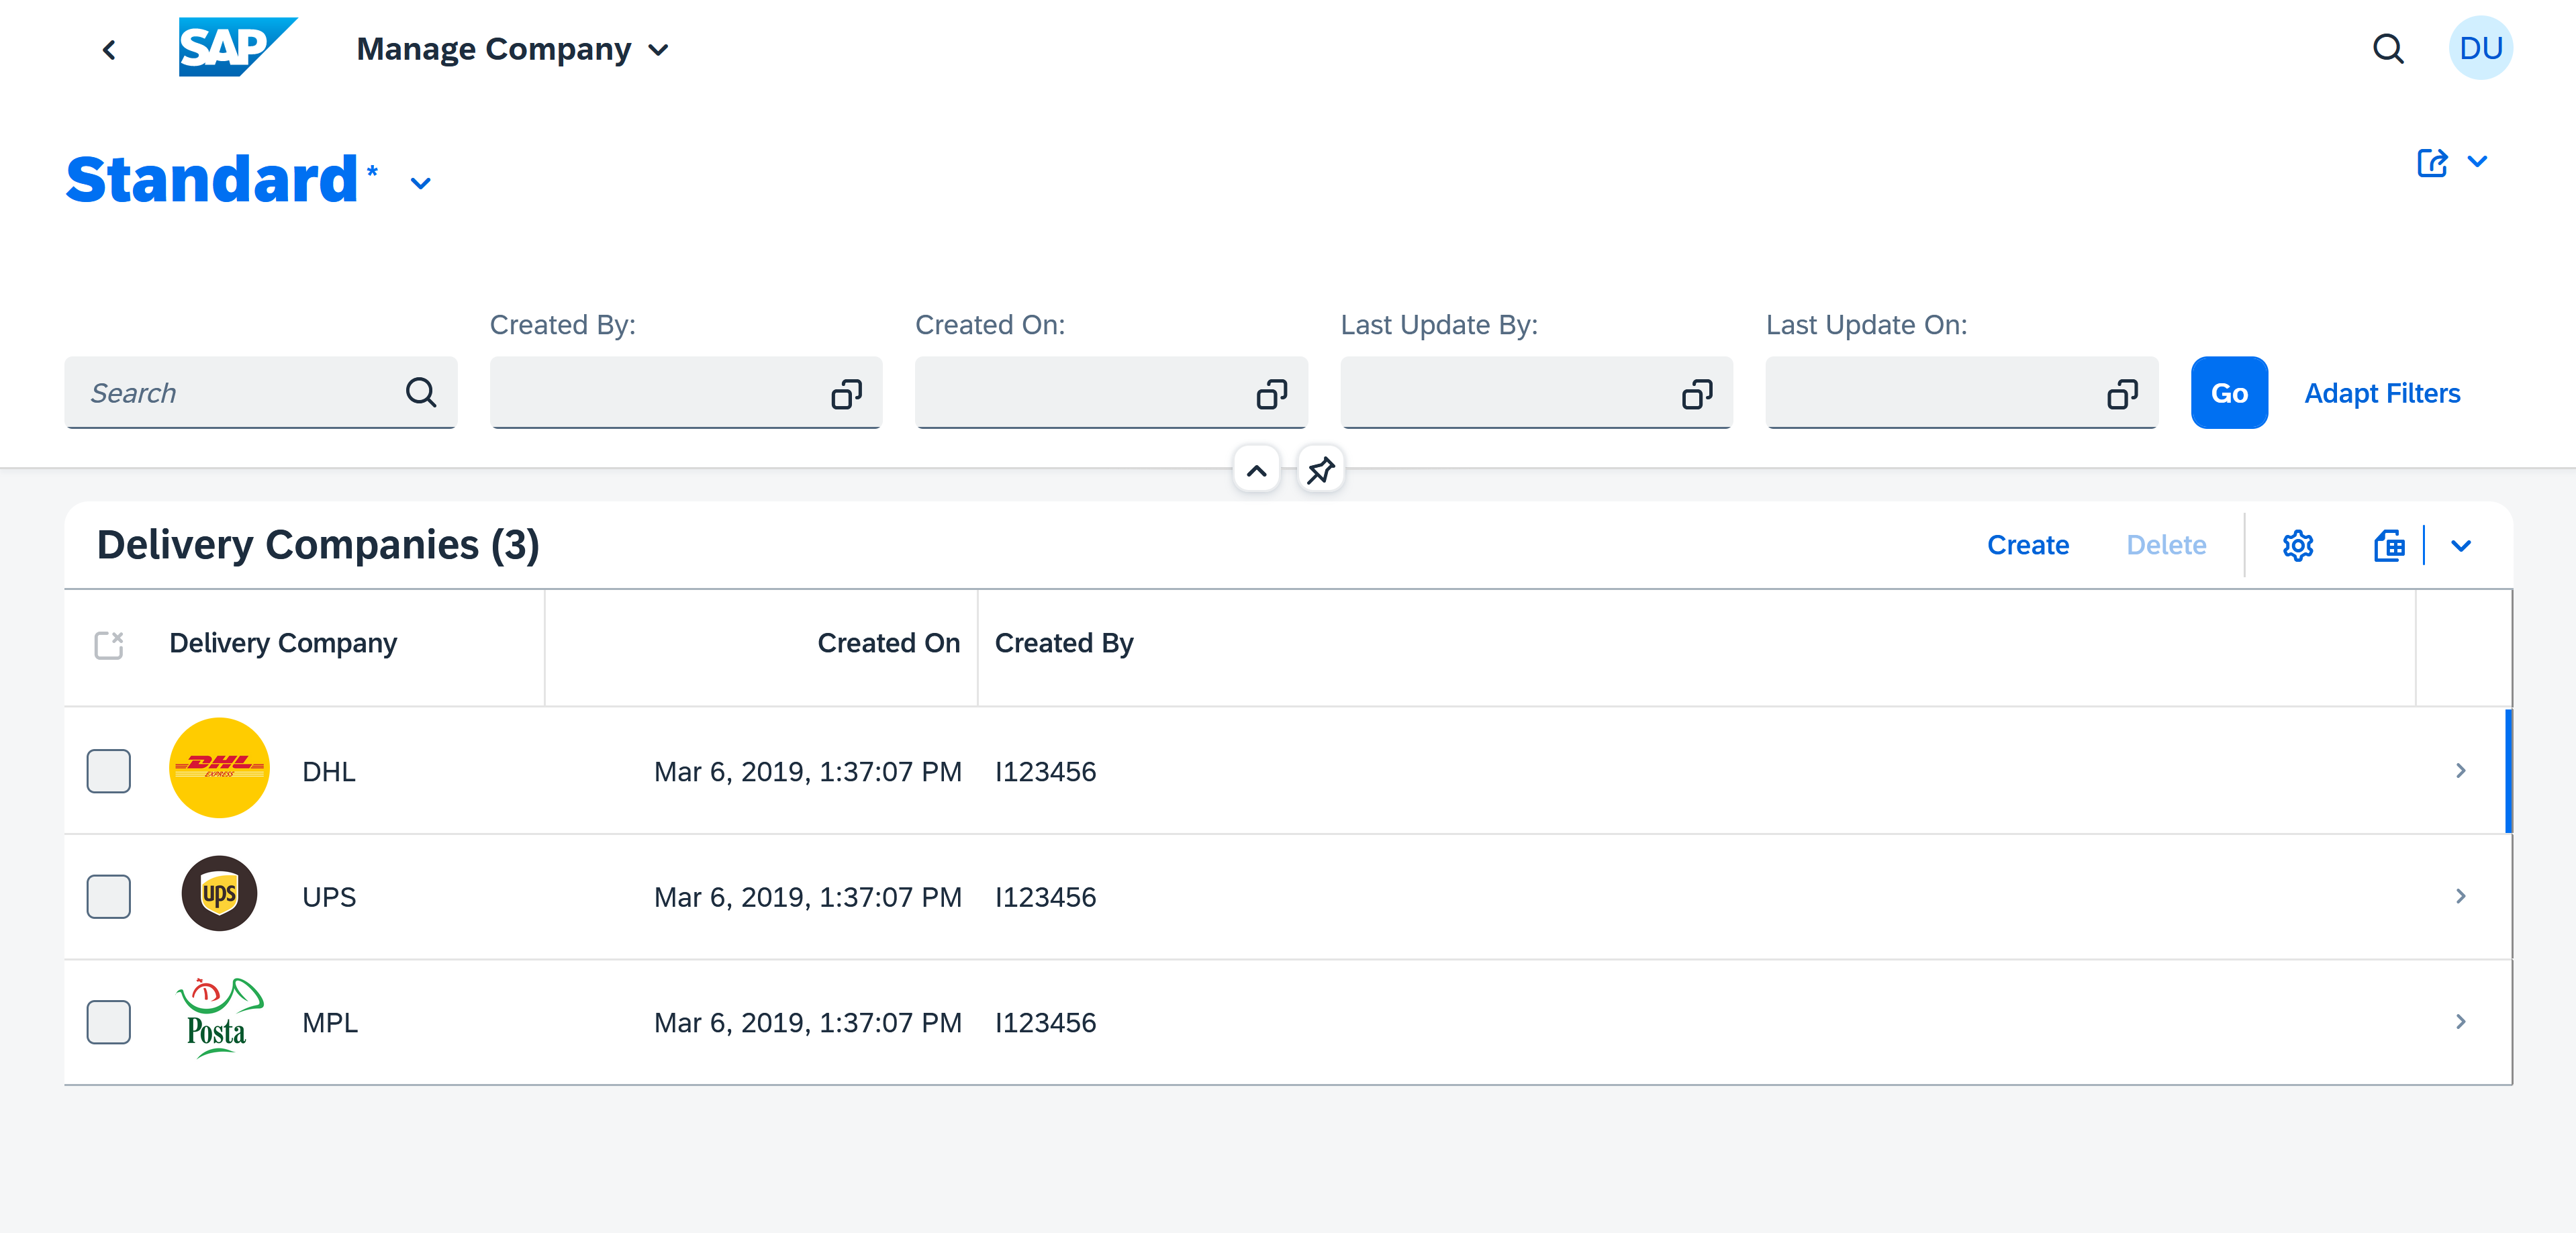 SAP Manage Company DU
Standard *
Created By: Created On: Last Update By: Last Update On:
Search Go Adapt Filters
Delivery Companies (3) Create Delete
Delivery Company Created On Created By
DHL EXPRESS DHL Mar 6, 2019, 1:37:07 PM I123456
ups UPS Mar 6, 2019, 1:37:07 PM I123456
Posta MPL Mar 6, 2019, 1:37:07 PM I123456